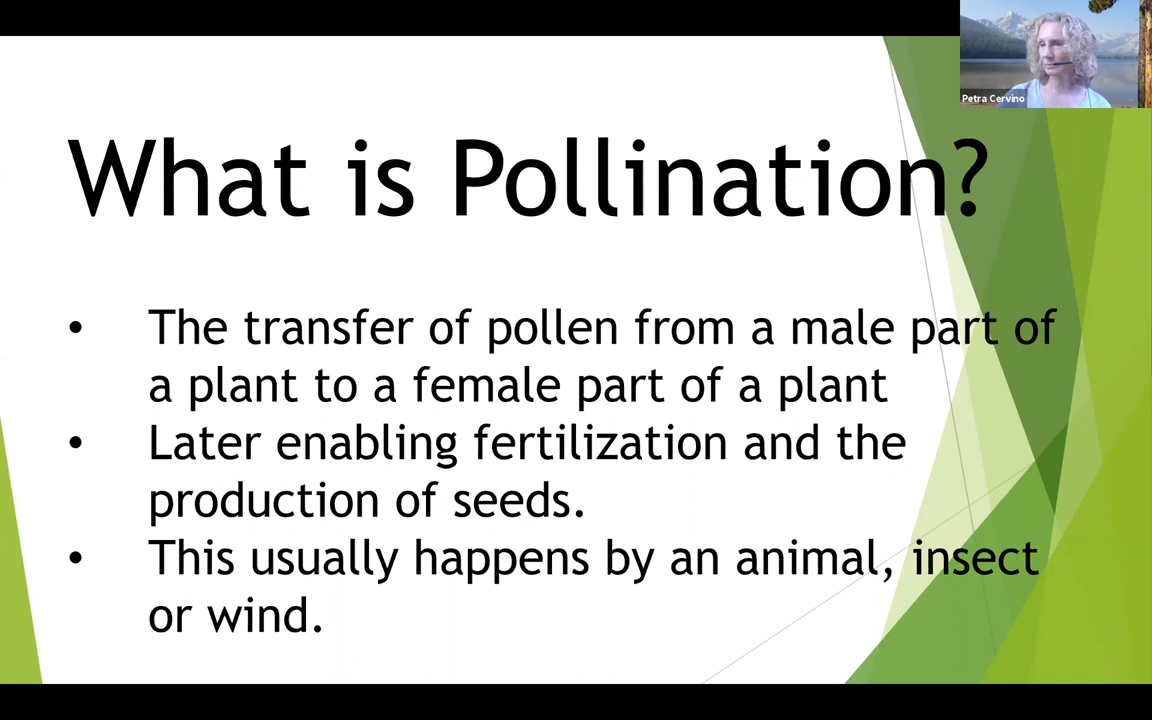 Petra Cervino
What is Pollination?
• The transfer of pollen from a male part of
a plant to a female part of a plant
• Later enabling fertilization and the
production of seeds.
• This usually happens by an animal, insect
or wind.